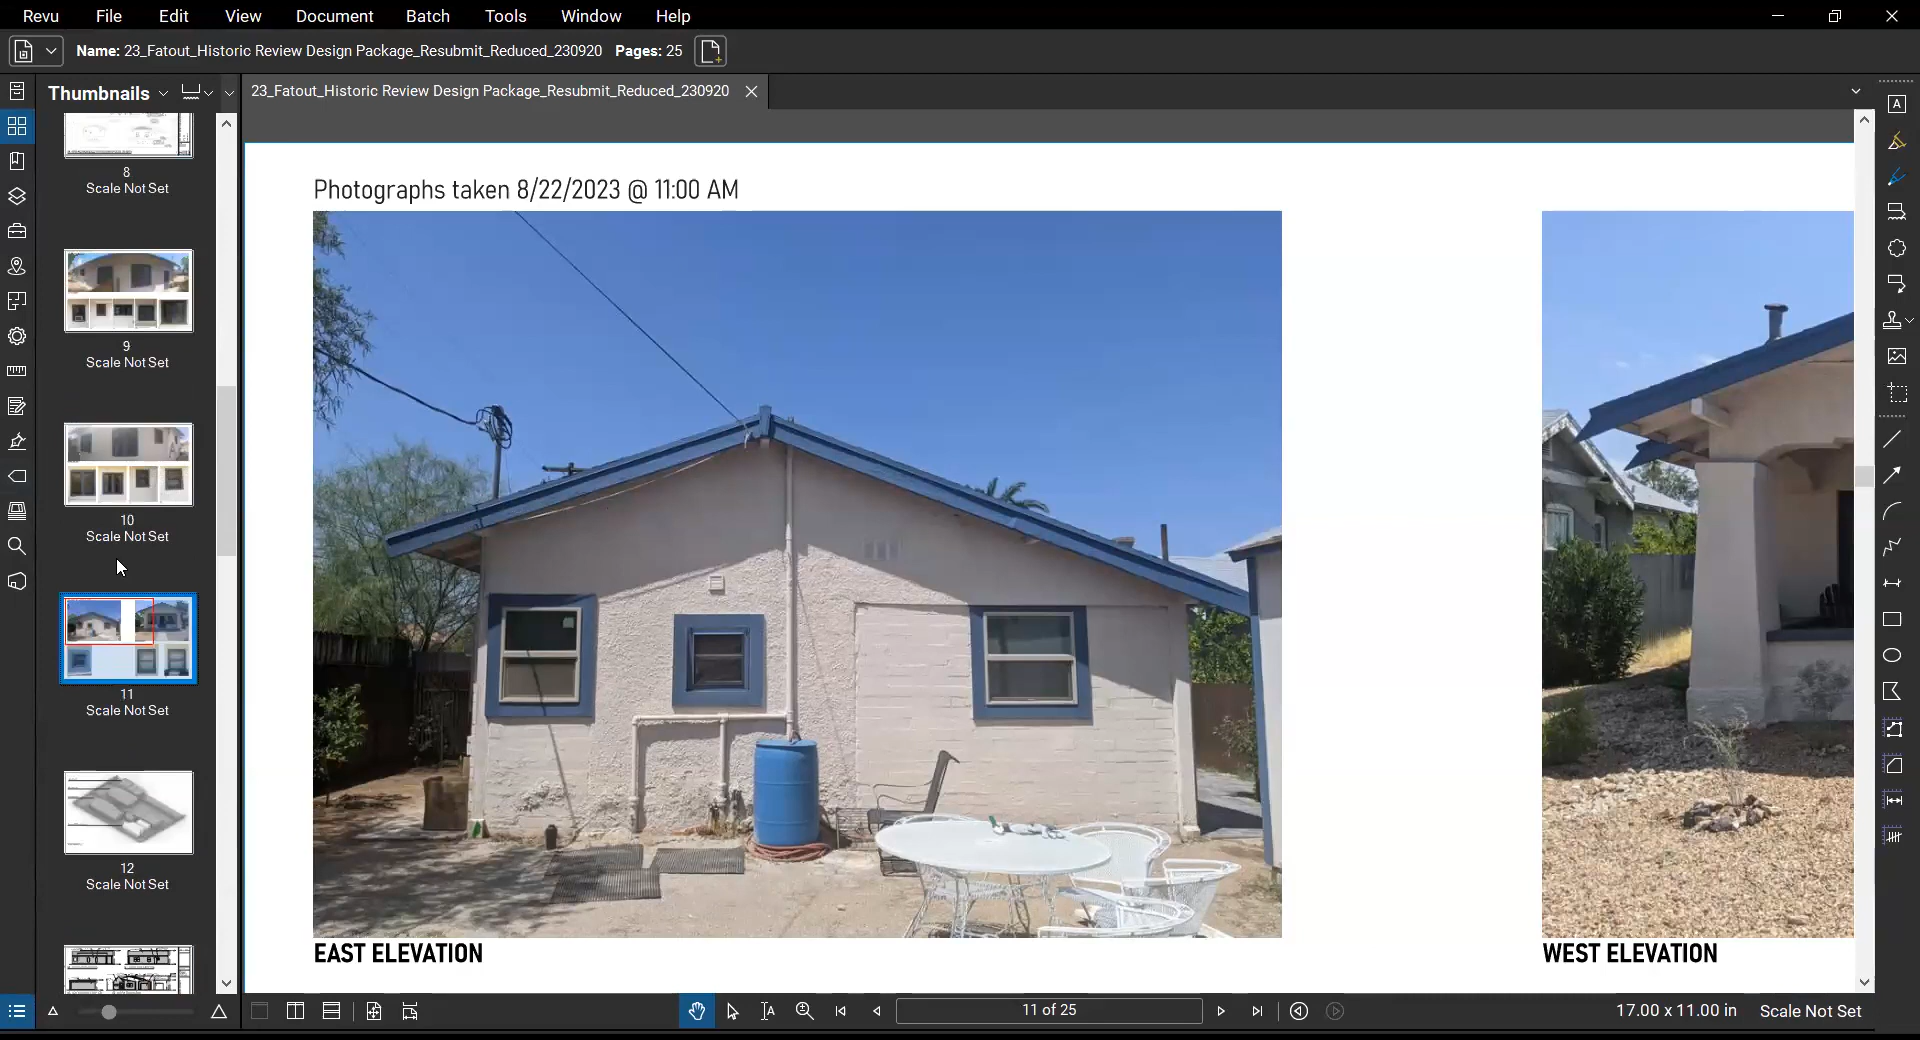 Revu File Edit View Document Batch Tools Window Help
Name: 23_Fatout_Historic Review Design Package_Resubmit_Reduced_230920 Pages: 25
Thumbnails
23_Fatout_Historic Review Design Package_Resubmit_Reduced_230920
8
Scale Not Set
9
Scale Not Set
10
Scale Not Set
11
Scale Not Set
12
Scale Not Set
Photographs taken 8/22/2023 @ 11:00 AM
EAST ELEVATION
WEST ELEVATION
11 of 25
17.00 x 11.00 in
Scale Not Set